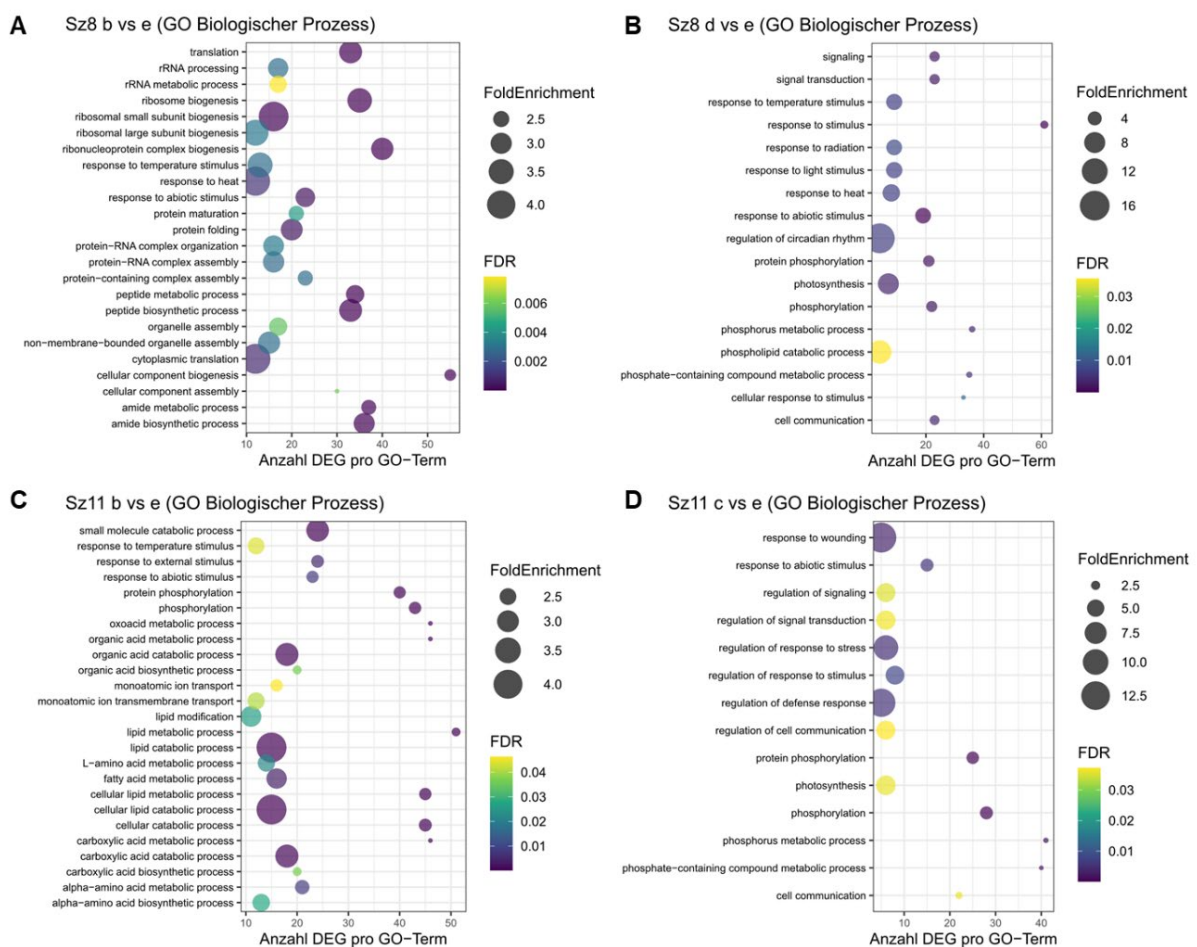 A Sz8 b vs e (GO Biologischer Prozess)
translation
rRNA processing
rRNA metabolic process
ribosome biogenesis
ribosomal small subunit biogenesis
ribosomal large subunit biogenesis
ribonucleoprotein complex biogenesis
response to temperature stimulus
response to heat
response to abiotic stimulus
protein maturation
protein folding
protein−RNA complex organization
protein−RNA complex assembly
protein−containing complex assembly
peptide metabolic process
peptide biosynthetic process
organelle assembly
non−membrane−bounded organelle assembly
cytoplasmic translation
cellular component biogenesis
cellular component assembly
amide metabolic process
amide biosynthetic process
10 20 30 40 50
Anzahl DEG pro GO−Term
FoldEnrichment
2.5
3.0
3.5
4.0
FDR
0.006
0.004
0.002
B Sz8 d vs e (GO Biologischer Prozess)
signaling
signal transduction
response to temperature stimulus
response to stimulus
response to radiation
response to light stimulus
response to heat
response to abiotic stimulus
regulation of circadian rhythm
protein phosphorylation
photosynthesis
phosphorylation
phosphorus metabolic process
phospholipid catabolic process
phosphate−containing compound metabolic process
cellular response to stimulus
cell communication
20 40 60
Anzahl DEG pro GO−Term
FoldEnrichment
4
8
12
16
FDR
0.03
0.02
0.01
C Sz11 b vs e (GO Biologischer Prozess)
small molecule catabolic process
response to temperature stimulus
response to external stimulus
response to abiotic stimulus
protein phosphorylation
phosphorylation
oxoacid metabolic process
organic acid metabolic process
organic acid catabolic process
organic acid biosynthetic process
monoatomic ion transport
monoatomic ion transmembrane transport
lipid modification
lipid metabolic process
lipid catabolic process
L−amino acid metabolic process
fatty acid metabolic process
cellular lipid metabolic process
cellular lipid catabolic process
cellular catabolic process
carboxylic acid metabolic process
carboxylic acid catabolic process
carboxylic acid biosynthetic process
alpha−amino acid metabolic process
alpha−amino acid biosynthetic process
10 20 30 40 50
Anzahl DEG pro GO−Term
FoldEnrichment
2.5
3.0
3.5
4.0
FDR
0.04
0.03
0.02
0.01
D Sz11 c vs e (GO Biologischer Prozess)
response to wounding
response to abiotic stimulus
regulation of signaling
regulation of signal transduction
regulation of response to stress
regulation of response to stimulus
regulation of defense response
regulation of cell communication
protein phosphorylation
photosynthesis
phosphorylation
phosphorus metabolic process
phosphate−containing compound metabolic process
cell communication
10 20 30 40
Anzahl DEG pro GO−Term
FoldEnrichment
2.5
5.0
7.5
10.0
12.5
FDR
0.03
0.02
0.01